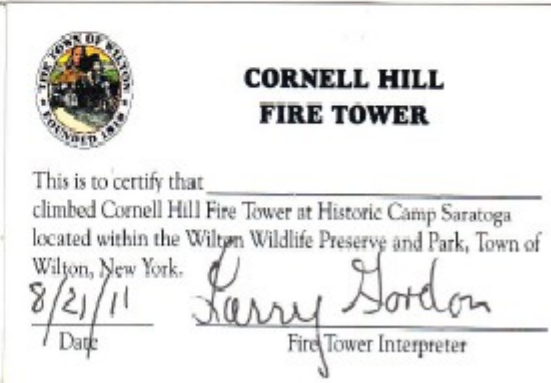 THE TOWN OF WILTON
FOUNDED 1818
CORNELL HILL
FIRE TOWER
This is to certify that
climbed Cornell Hill Fire Tower at Historic Camp Saratoga
located within the Wilton Wildlife Preserve and Park, Town of
Wilton, New York.
8/21/11 Larry Gordon
Date Fire Tower Interpreter